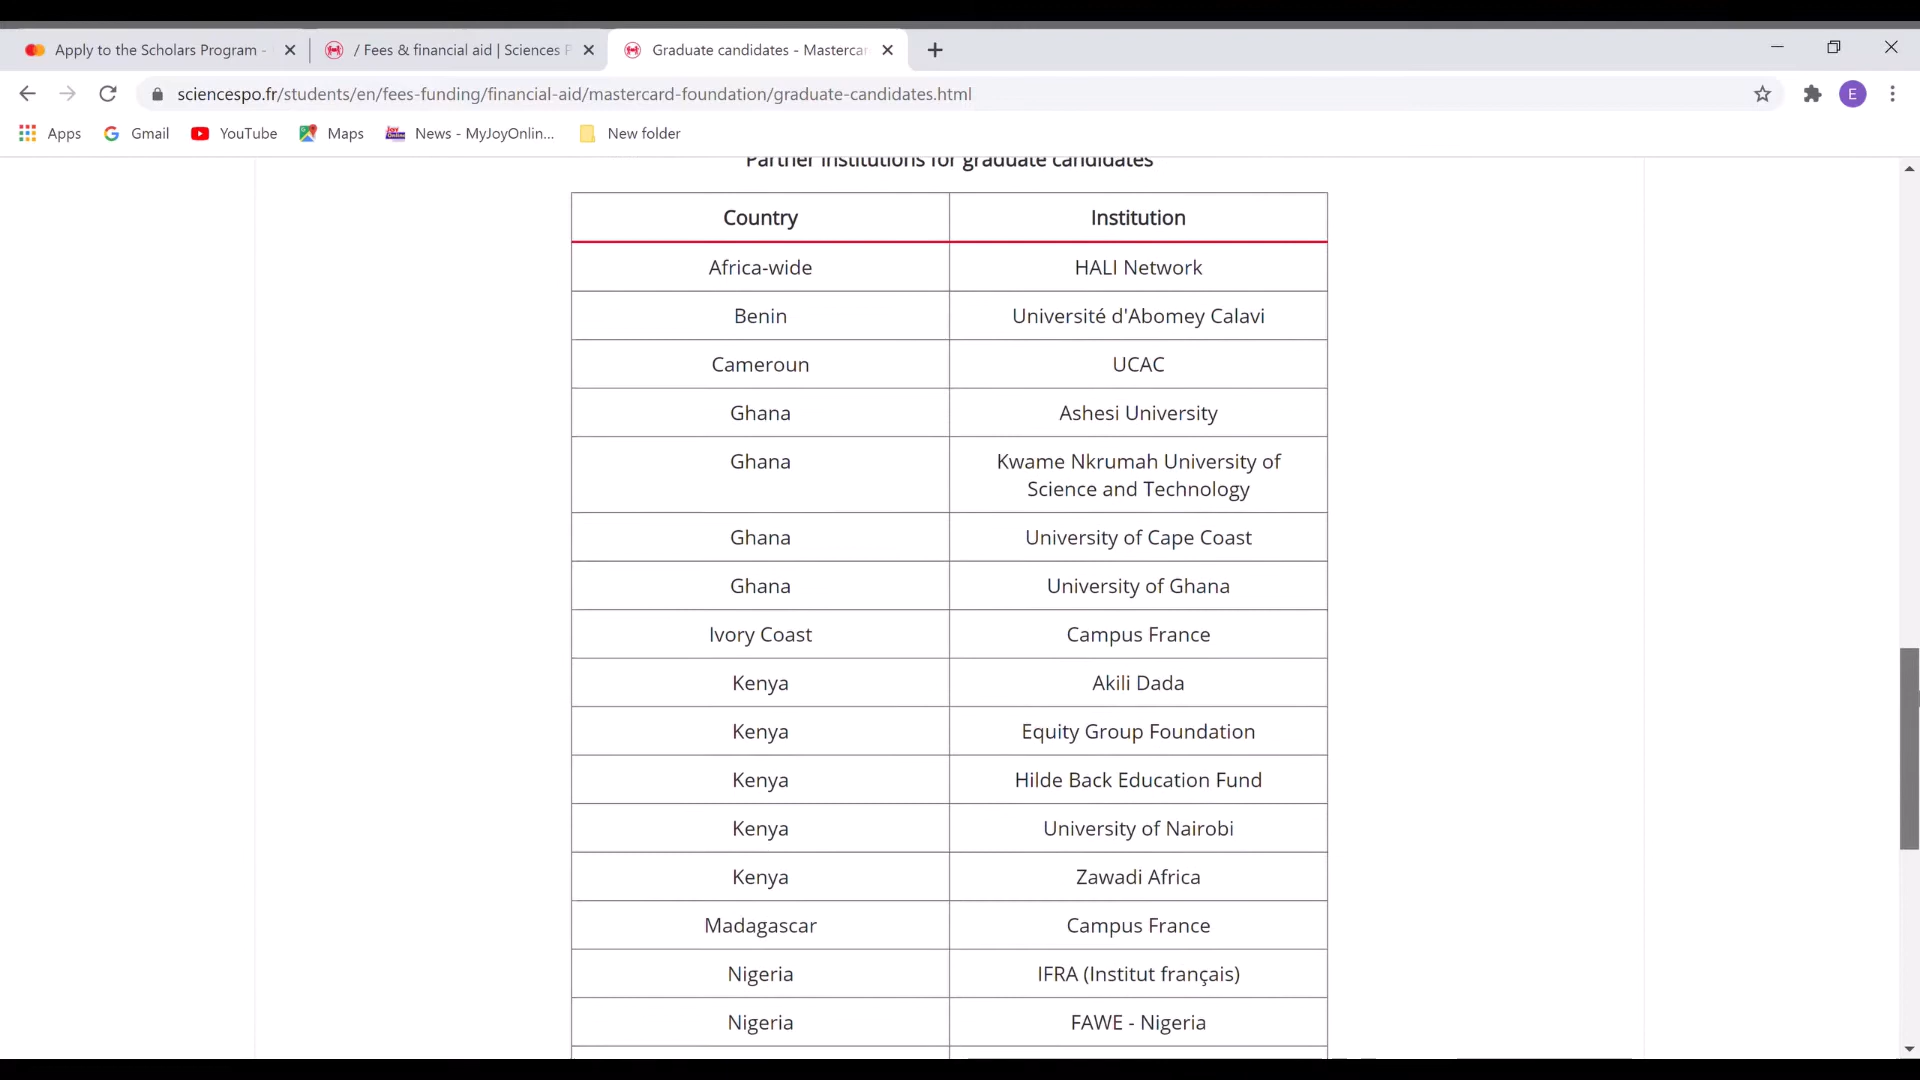 Apply to the Scholars Program -
/ Fees & financial aid | Sciences P
Graduate candidates - Mastercar
sciencespo.fr/students/en/fees-funding/financial-aid/mastercard-foundation/graduate-candidates.html
E
Apps
Gmail
YouTube
Maps
News - MyJoyOnlin...
New folder
Partner institutions for graduate candidates
Country Institution
Africa-wide HALI Network
Benin Université d'Abomey Calavi
Cameroun UCAC
Ghana Ashesi University
Ghana Kwame Nkrumah University of
Science and Technology
Ghana University of Cape Coast
Ghana University of Ghana
Ivory Coast Campus France
Kenya Akili Dada
Kenya Equity Group Foundation
Kenya Hilde Back Education Fund
Kenya University of Nairobi
Kenya Zawadi Africa
Madagascar Campus France
Nigeria IFRA (Institut français)
Nigeria FAWE - Nigeria